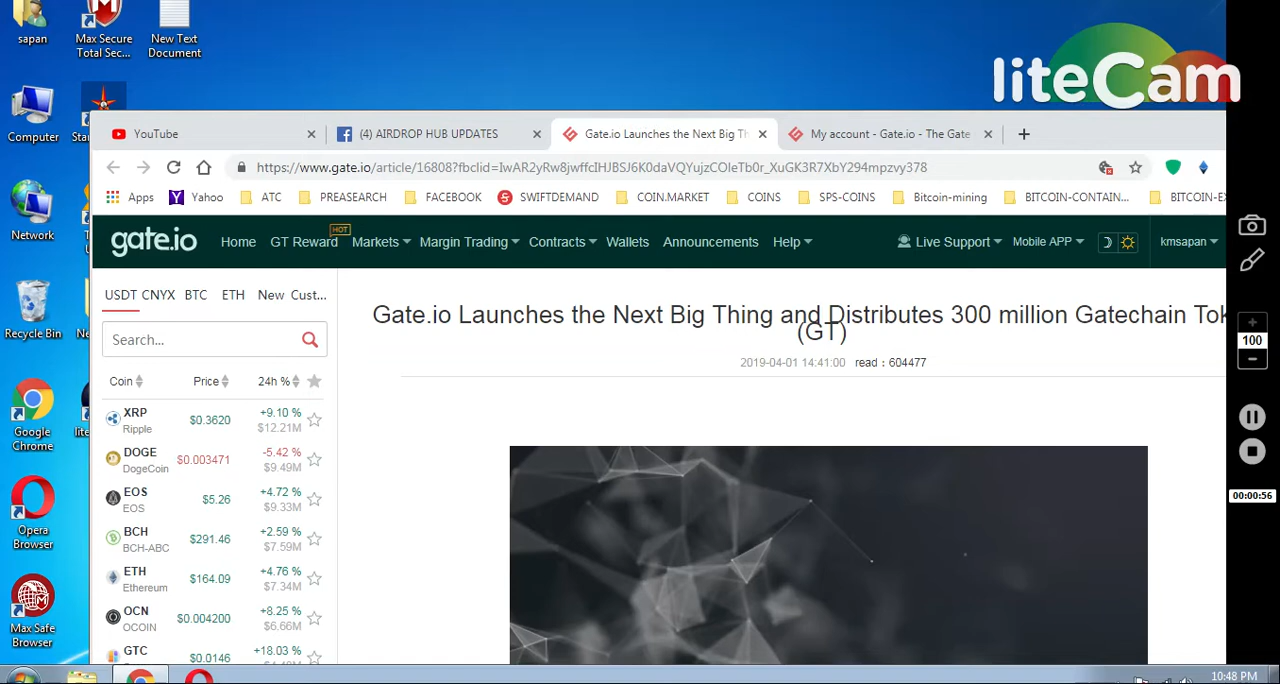 sapan
Max Secure
Total Sec...
New Text
Document
liteCam
Computer
Network
Recycle Bin
Google
Chrome
Opera
Browser
Max Safe
Browser
YouTube
(4) AIRDROP HUB UPDATES
Gate.io Launches the Next Big Th
My account - Gate.io - The Gate
https://www.gate.io/article/16808?fbclid=IwAR2yRw8jwffcIHJBSJ6K0daVQYujzCOIeTb0r_XuGK3R7XbY294mpzvy378
Apps Yahoo ATC PREASEARCH FACEBOOK SWIFTDEMAND COIN.MARKET COINS SPS-COINS Bitcoin-mining BITCOIN-CONTAIN... BITCOIN-EX
gate.io Home GT Reward HOT Markets Margin Trading Contracts Wallets Announcements Help Live Support Mobile APP kmsapan
USDT CNYX BTC ETH New Cust...
Search...
Coin Price 24h %
XRP $0.3620 +9.10 %
Ripple $12.21M
DOGE $0.003471 -5.42 %
DogeCoin $9.49M
EOS $5.26 +4.72 %
EOS $9.33M
BCH $291.46 +2.59 %
BCH-ABC $7.59M
ETH $164.09 +4.76 %
Ethereum $7.34M
OCN $0.004200 +8.25 %
OCOIN $6.66M
GTC $0.0146 +18.03 %
Gate.io Launches the Next Big Thing and Distributes 300 million Gatechain Tok
(GT)
2019-04-01 14:41:00 read : 604477
100
00:00:56
10:48 PM